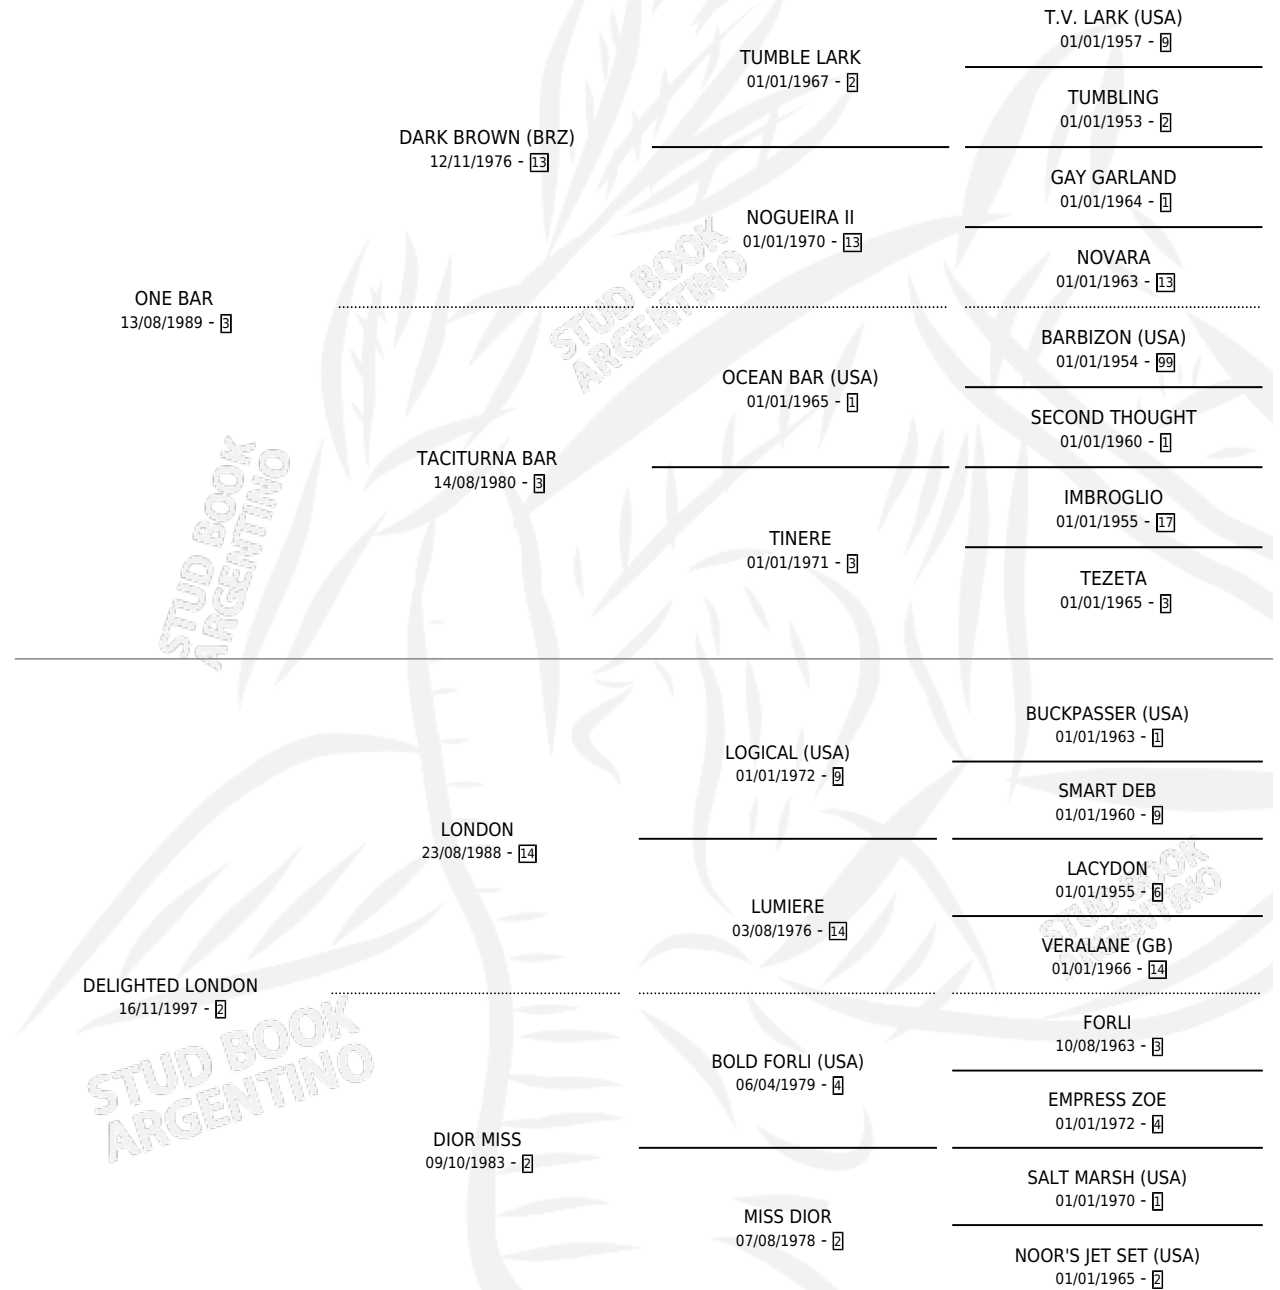 T.V. LARK (USA)
01/01/1957 - 9
TUMBLE LARK
01/01/1967 - 2
TUMBLING
01/01/1953 - 2
DARK BROWN (BRZ)
12/11/1976 - 13
GAY GARLAND
01/01/1964 - 1
NOGUEIRA II
01/01/1970 - 13
NOVARA
01/01/1963 - 13
ONE BAR
13/08/1989 - 3
BARBIZON (USA)
01/01/1954 - 99
OCEAN BAR (USA)
01/01/1965 - 1
SECOND THOUGHT
01/01/1960 - 1
TACITURNA BAR
14/08/1980 - 3
IMBROGLIO
01/01/1955 - 17
TINERE
01/01/1971 - 3
TEZETA
01/01/1965 - 3
BUCKPASSER (USA)
01/01/1963 - 1
LOGICAL (USA)
01/01/1972 - 9
SMART DEB
01/01/1960 - 9
LONDON
23/08/1988 - 14
LACYDON
01/01/1955 - 6
LUMIERE
03/08/1976 - 14
VERALANE (GB)
01/01/1966 - 14
DELIGHTED LONDON
16/11/1997 - 2
FORLI
10/08/1963 - 3
BOLD FORLI (USA)
06/04/1979 - 4
EMPRESS ZOE
01/01/1972 - 4
DIOR MISS
09/10/1983 - 2
SALT MARSH (USA)
01/01/1970 - 1
MISS DIOR
07/08/1978 - 2
NOOR'S JET SET (USA)
01/01/1965 - 2
STUD BOOK
ARGENTINO
STUD BOOK
ARGENTINO
STUD BOOK
ARGENTINO
STUD BOOK
ARGENTINO